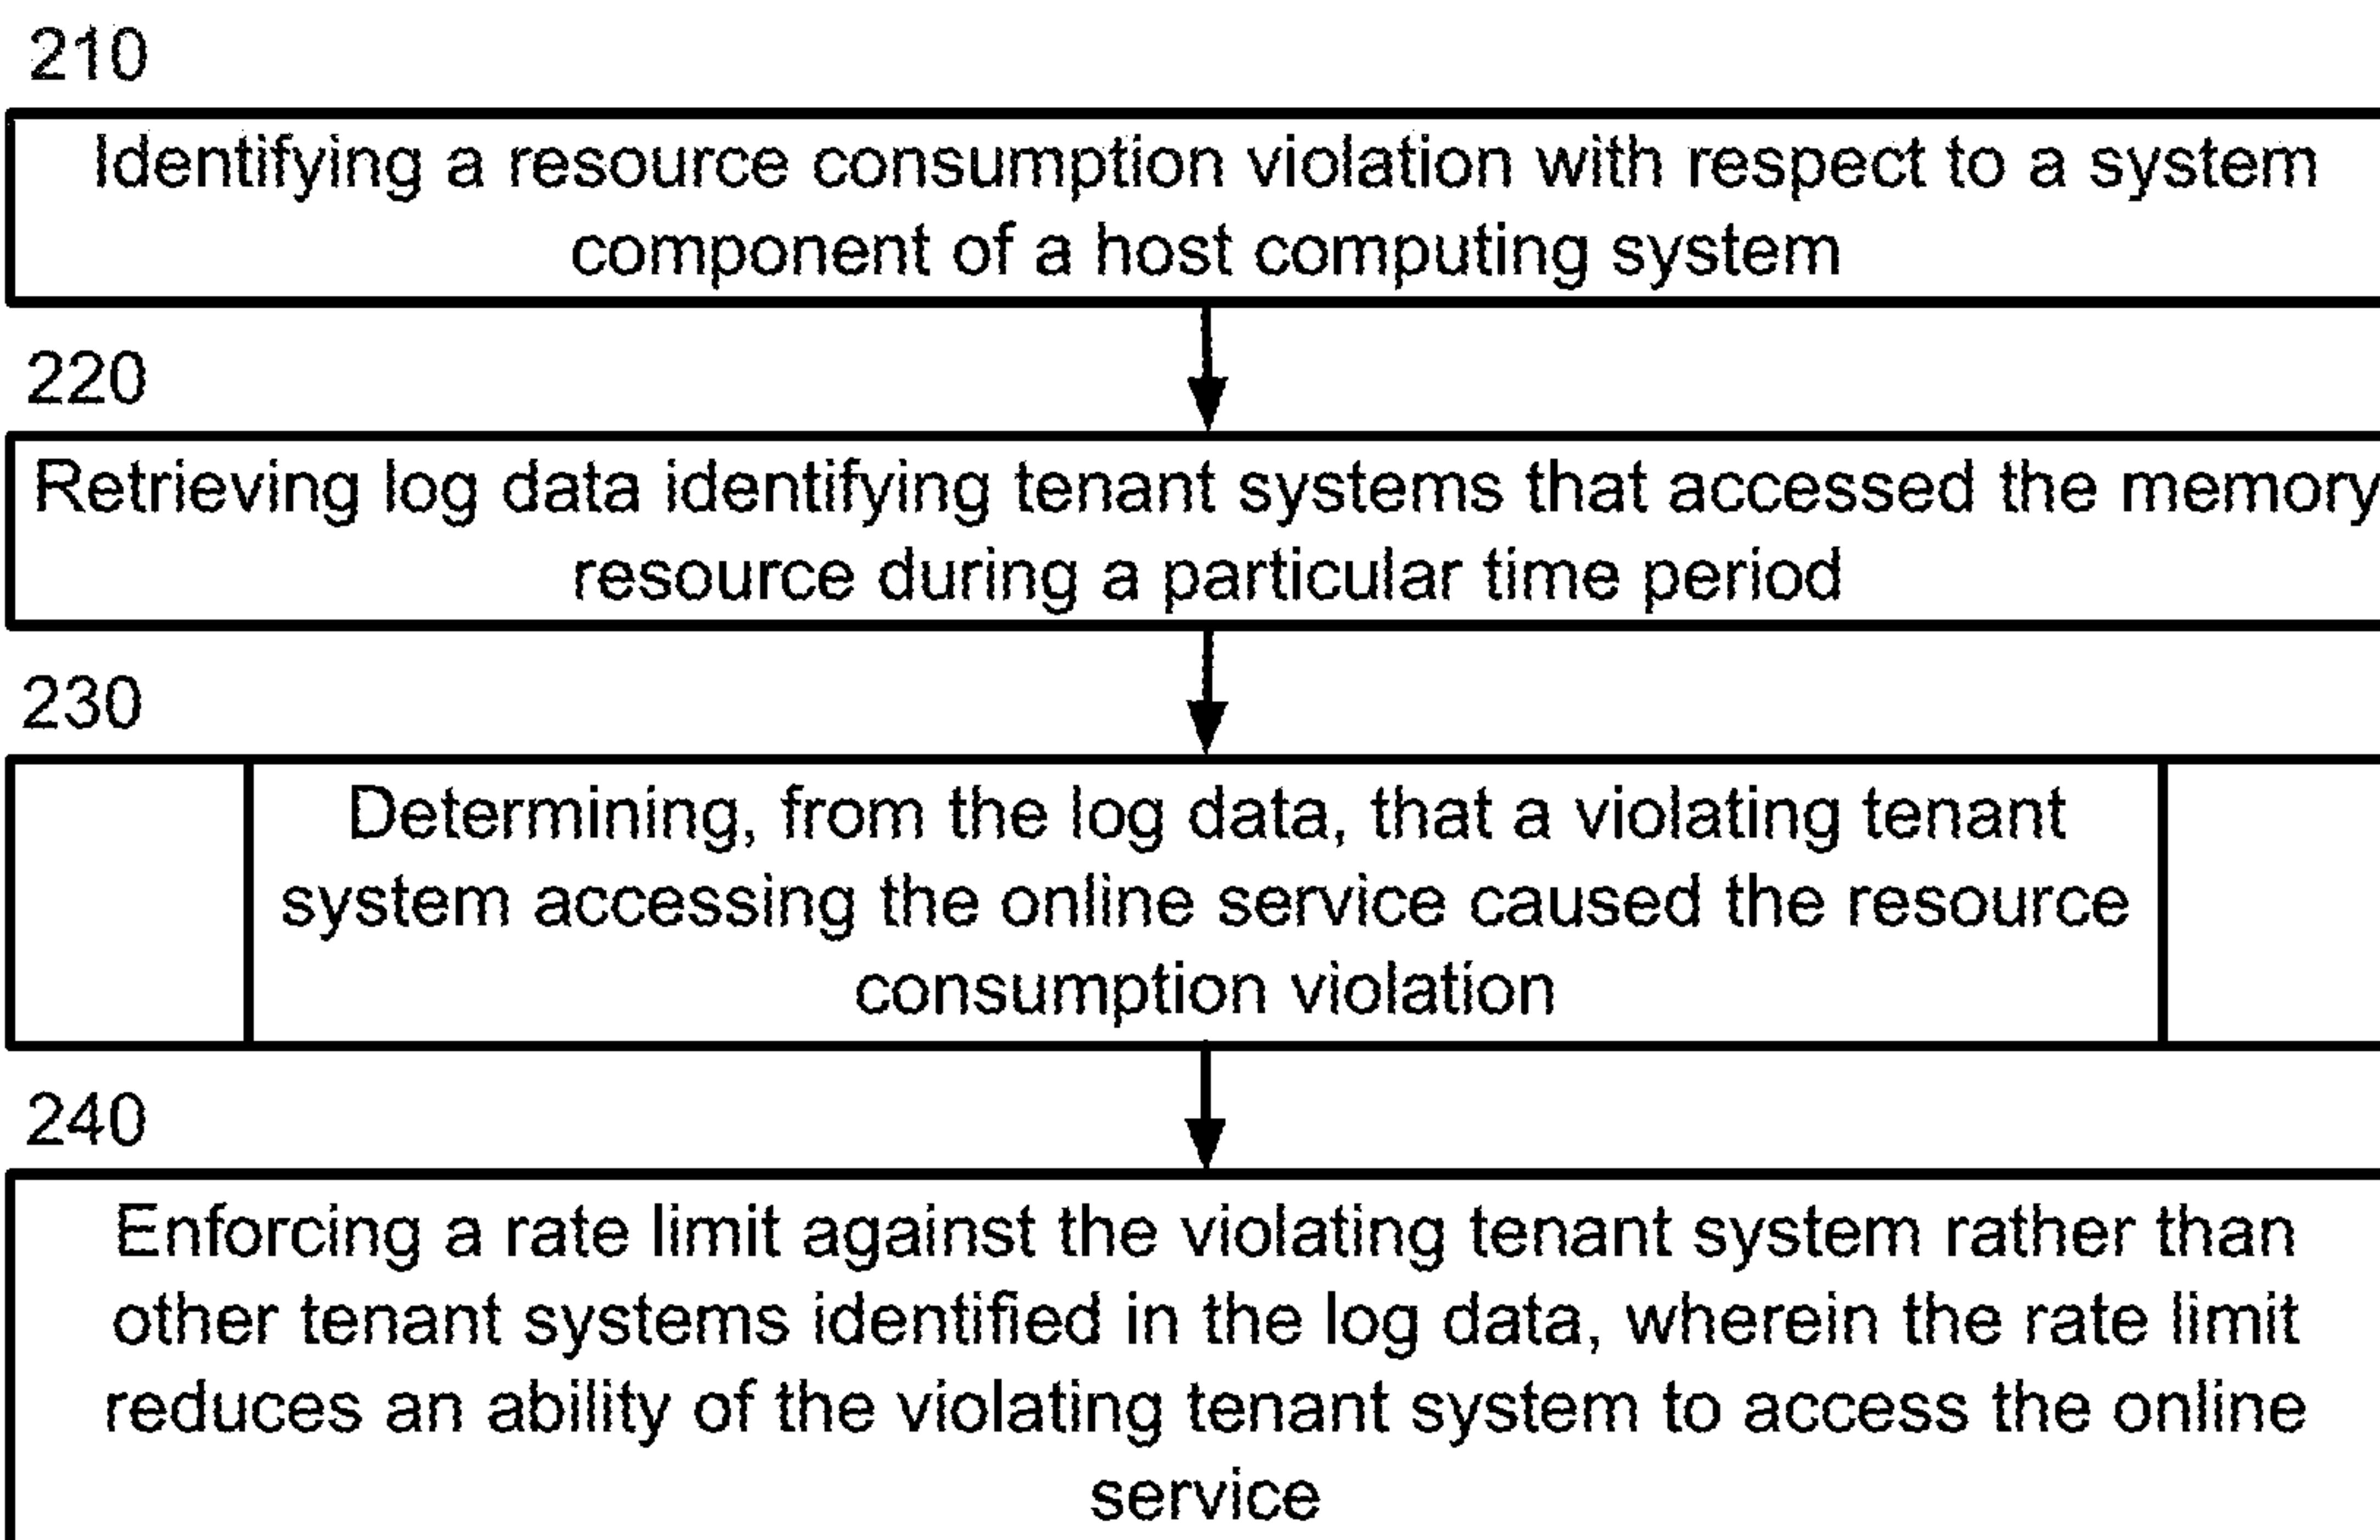 210
Identifying a resource consumption violation with respect to a system
component of a host computing system
220
Retrieving log data identifying tenant systems that accessed the memory
resource during a particular time period
230
Determining, from the log data, that a violating tenant
system accessing the online service caused the resource
consumption violation
240
Enforcing a rate limit against the violating tenant system rather than
other tenant systems identified in the log data, wherein the rate limit
reduces an ability of the violating tenant system to access the online
service